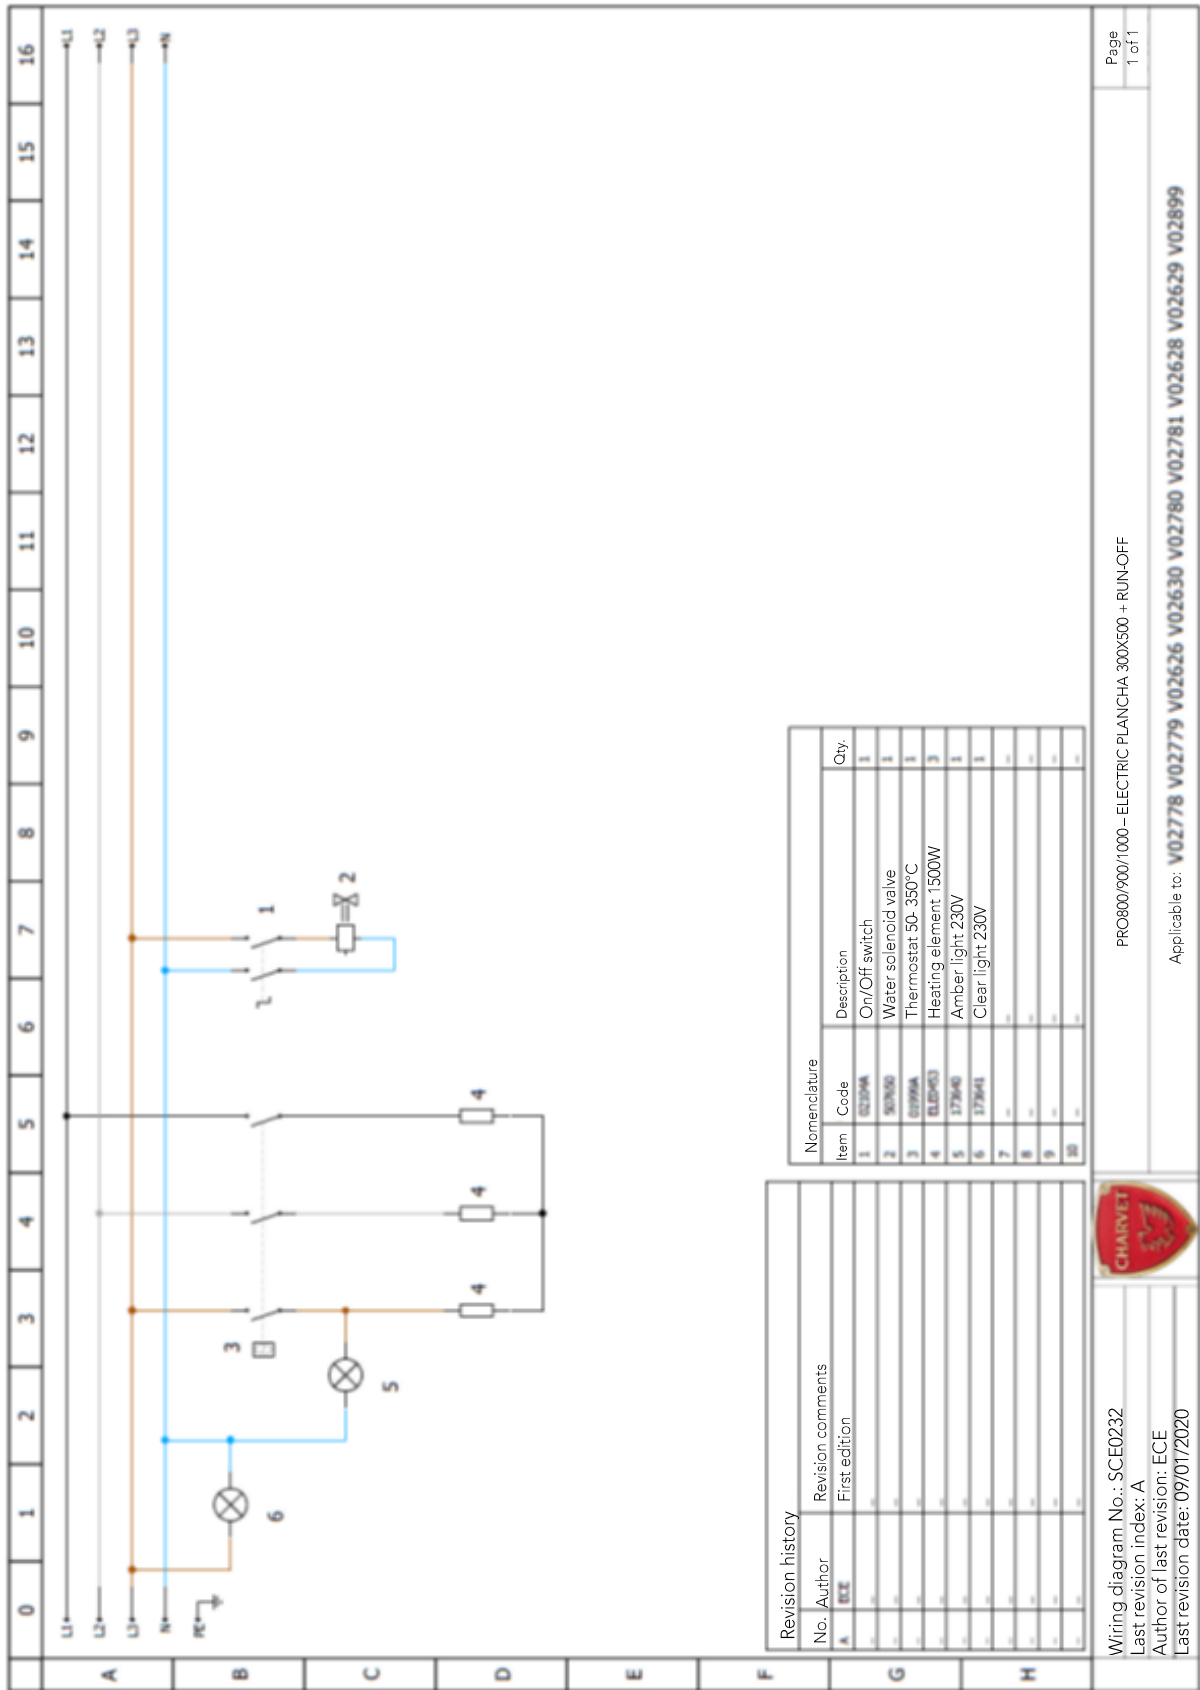 0 1 2 3 4 5 6 7 8 9 10 11 12 13 14 15 16
A
B
C
D
E
F
G
H
L1 L1
L2 L2
L3 L3
N N
PE
6
5
3
4
4
4
1
2
Revision history
No. Author Revision comments
A ECE First edition
Nomenclature
Item Code Description Qty.
1 On/Off switch 1
2 507650 Water solenoid valve 1
3 Thermostat 50- 350°C 1
4 Heating element 1500W 3
5 173640 Amber light 230V 1
6 173641 Clear light 230V 1
7 – – –
8 – – –
9 – – –
10 – – –
Wiring diagram No.: SCE0232
Last revision index: A
Author of last revision: ECE
Last revision date: 09/01/2020
CHARVET
PRO800/900/1000 – ELECTRIC PLANCHA 300X500 + RUN-OFF
Applicable to: V02778 V02779 V02626 V02630 V02780 V02781 V02628 V02629 V02899
Page
1 of 1